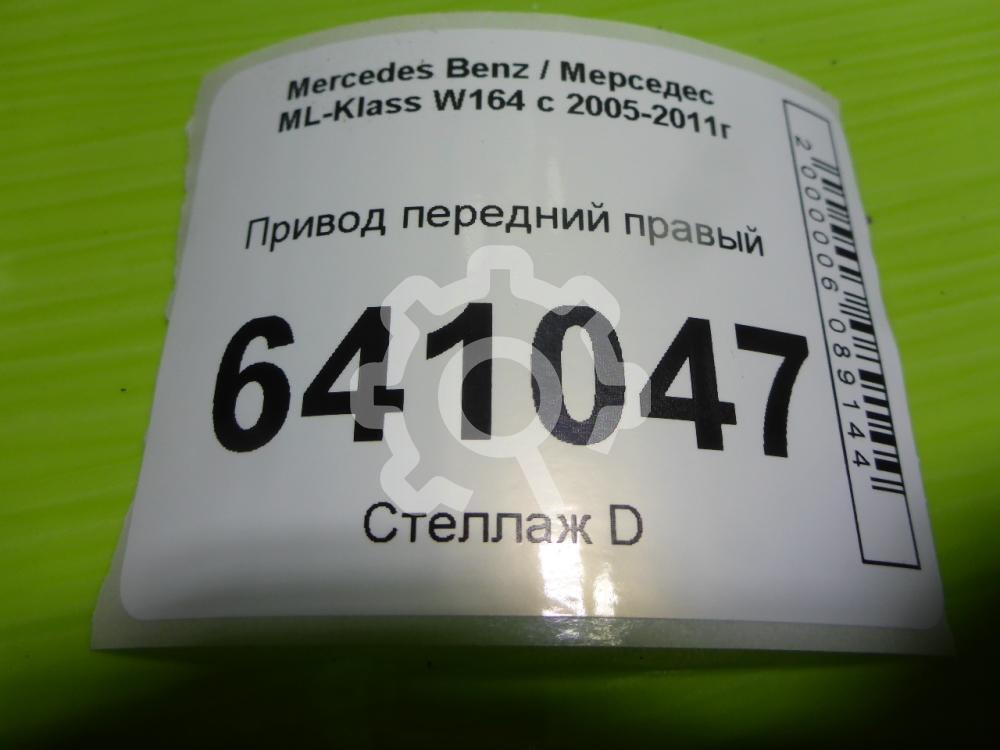 Mercedes Benz / Мерседес
ML-Klass W164 с 2005-2011г
Привод передний правый
641047
Стеллаж D
2000006089144